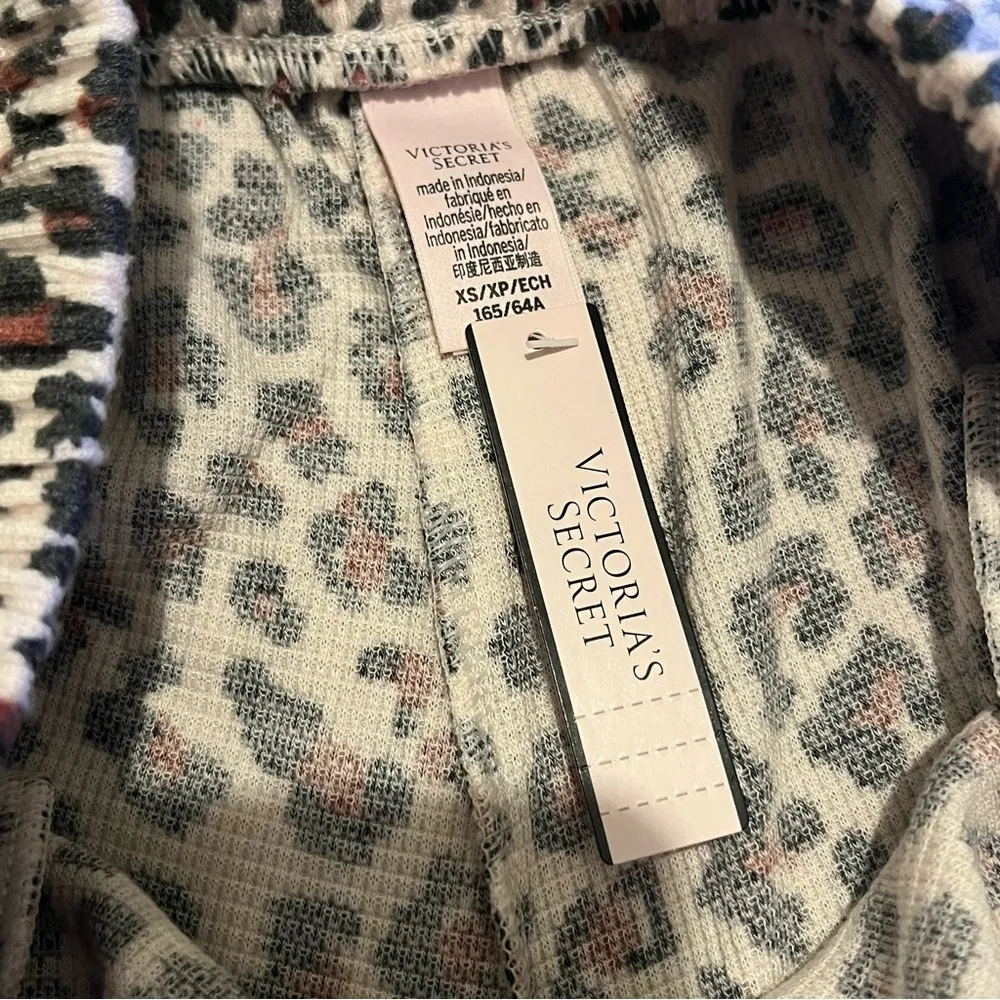 VICTORIA'S
SECRET
made in Indonesia/
fabriqué en
Indonésie/hecho en
Indonesia/fabbricato
in Indonesia/
印度尼西亚制造
XS/XP/ECH
165/64A
VICTORIA'S
SECRET